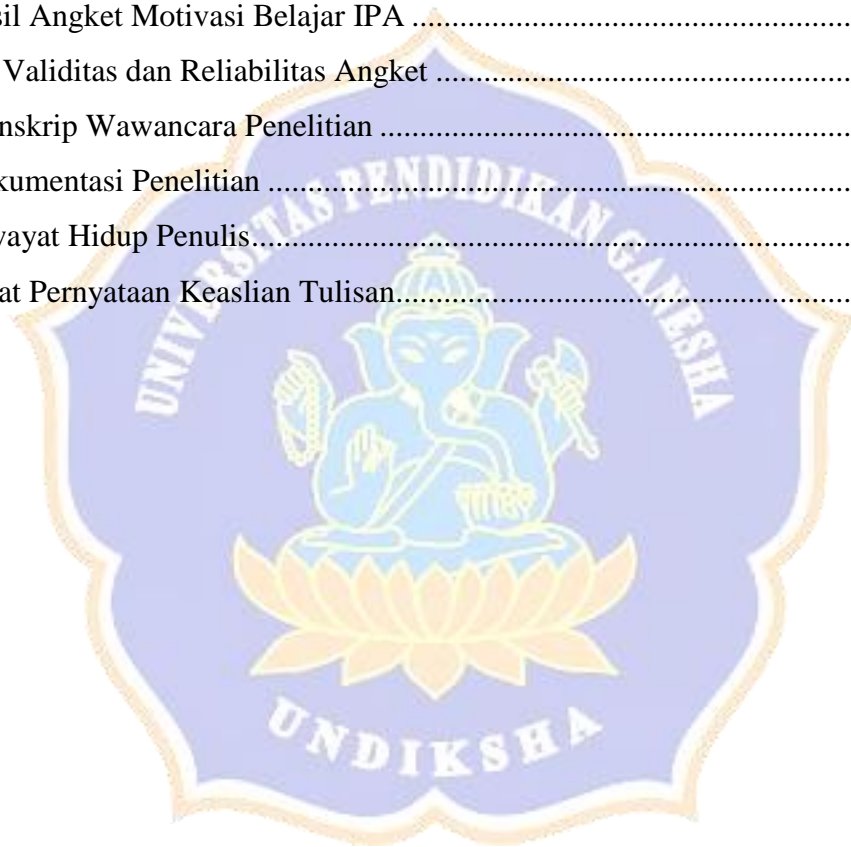 sil Angket Motivasi Belajar IPA ............................................................
Validitas dan Reliabilitas Angket .........................................................
nskrip Wawancara Penelitian ................................................................
kumentasi Penelitian ..............................................................................
wayat Hidup Penulis................................................................................
at Pernyataan Keaslian Tulisan..............................................................
UNIVERSITAS PENDIDIKAN GANESHA
UNDIKSHA